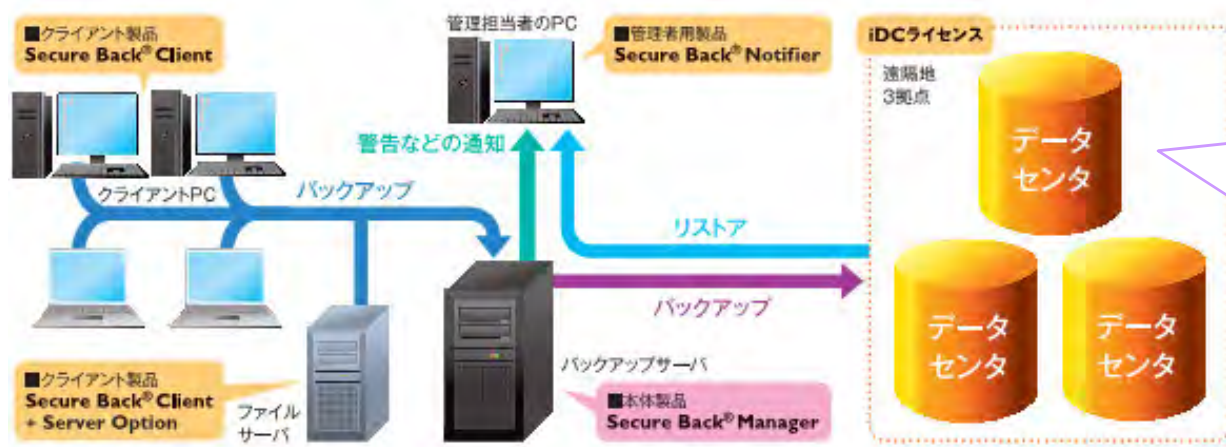 ■クライアント製品
Secure Back® Client
管理担当者のPC
■管理者用製品
Secure Back® Notifier
iDCライセンス
遠隔地
3拠点
データ
センタ
警告などの通知
クライアントPC
バックアップ
リストア
バックアップ
データ
センタ
データ
センタ
■クライアント製品
Secure Back® Client
+ Server Option
ファイル
サーバ
バックアップサーバ
■本体製品
Secure Back® Manager